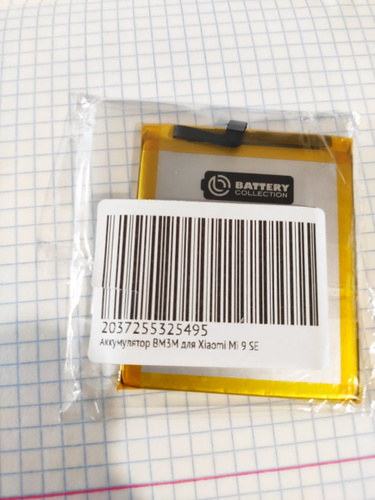 BATTERY
COLLECTION
2037255325495
Аккумулятор BM3M для Xiaomi Mi 9 SE